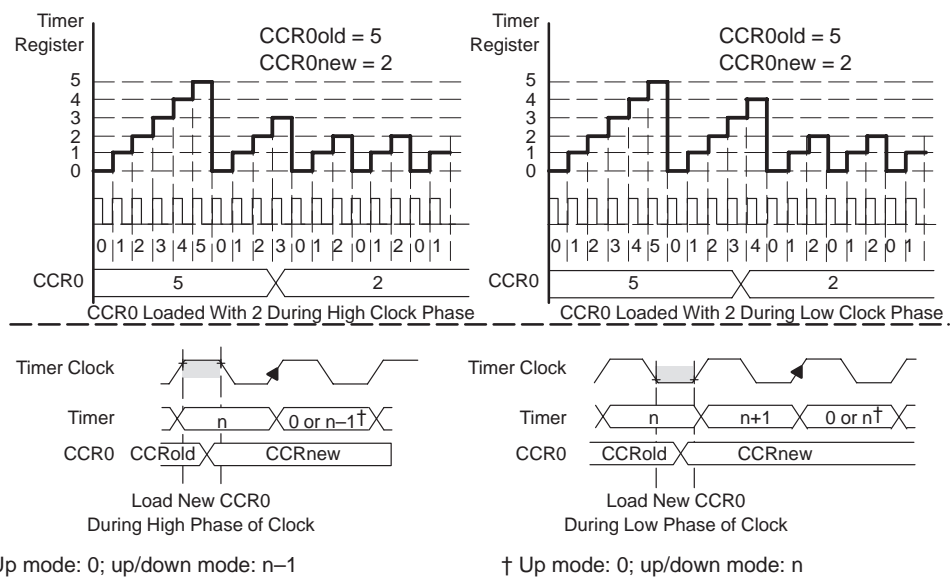 Timer
Register
CCR0old = 5
CCR0new = 2
5
4
3
2
1
0
0 1 2 3 4 5 0 1 2 3 0 1 2 0 1 2 0 1
CCR0
5
2
CCR0 Loaded With 2 During High Clock Phase
Timer
Register
CCR0old = 5
CCR0new = 2
5
4
3
2
1
0
0 1 2 3 4 5 0 1 2 3 4 0 1 2 0 1 2 0 1
CCR0
5
2
CCR0 Loaded With 2 During Low Clock Phase
Timer Clock
Timer
n
0 or n–1†
CCR0
CCRold
CCRnew
Load New CCR0
During High Phase of Clock
Up mode: 0; up/down mode: n–1
Timer Clock
Timer
n
n+1
0 or n†
CCR0
CCRold
CCRnew
Load New CCR0
During Low Phase of Clock
† Up mode: 0; up/down mode: n